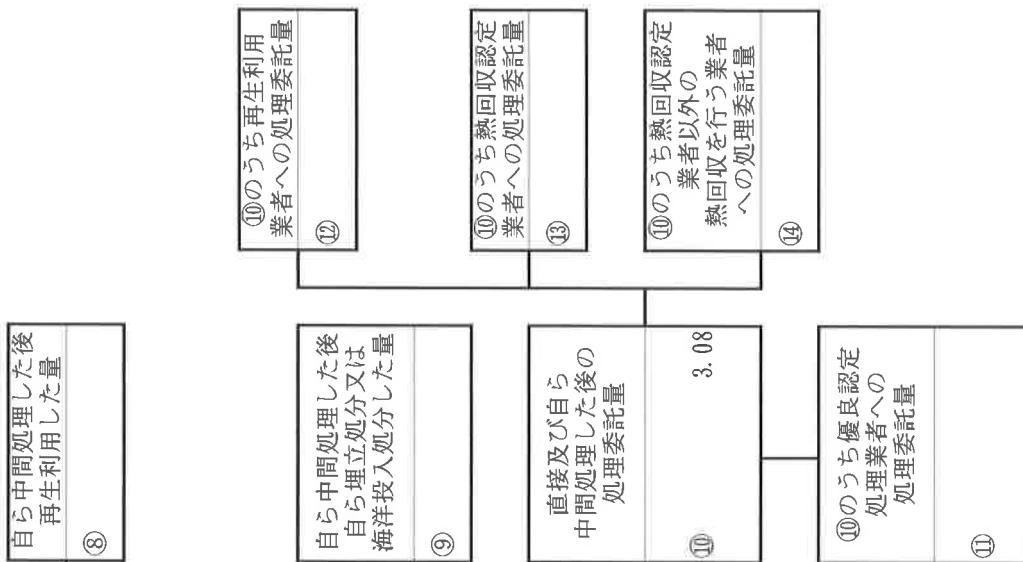 自ら中間処理した後
再生利用した量
⑧
自ら中間処理した後
自ら埋立処分又は
海洋投入処分した量
⑨
直接及び自ら
中間処理した後の
処理委託量
⑩
3.08
⑩のうち優良認定
処理業者への
処理委託量
⑪
⑩のうち再生利用
業者への処理委託量
⑫
⑩のうち熱回収認定
業者への処理委託量
⑬
⑩のうち熱回収認定
業者以外の
熱回収を行う業者
への処理委託量
⑭